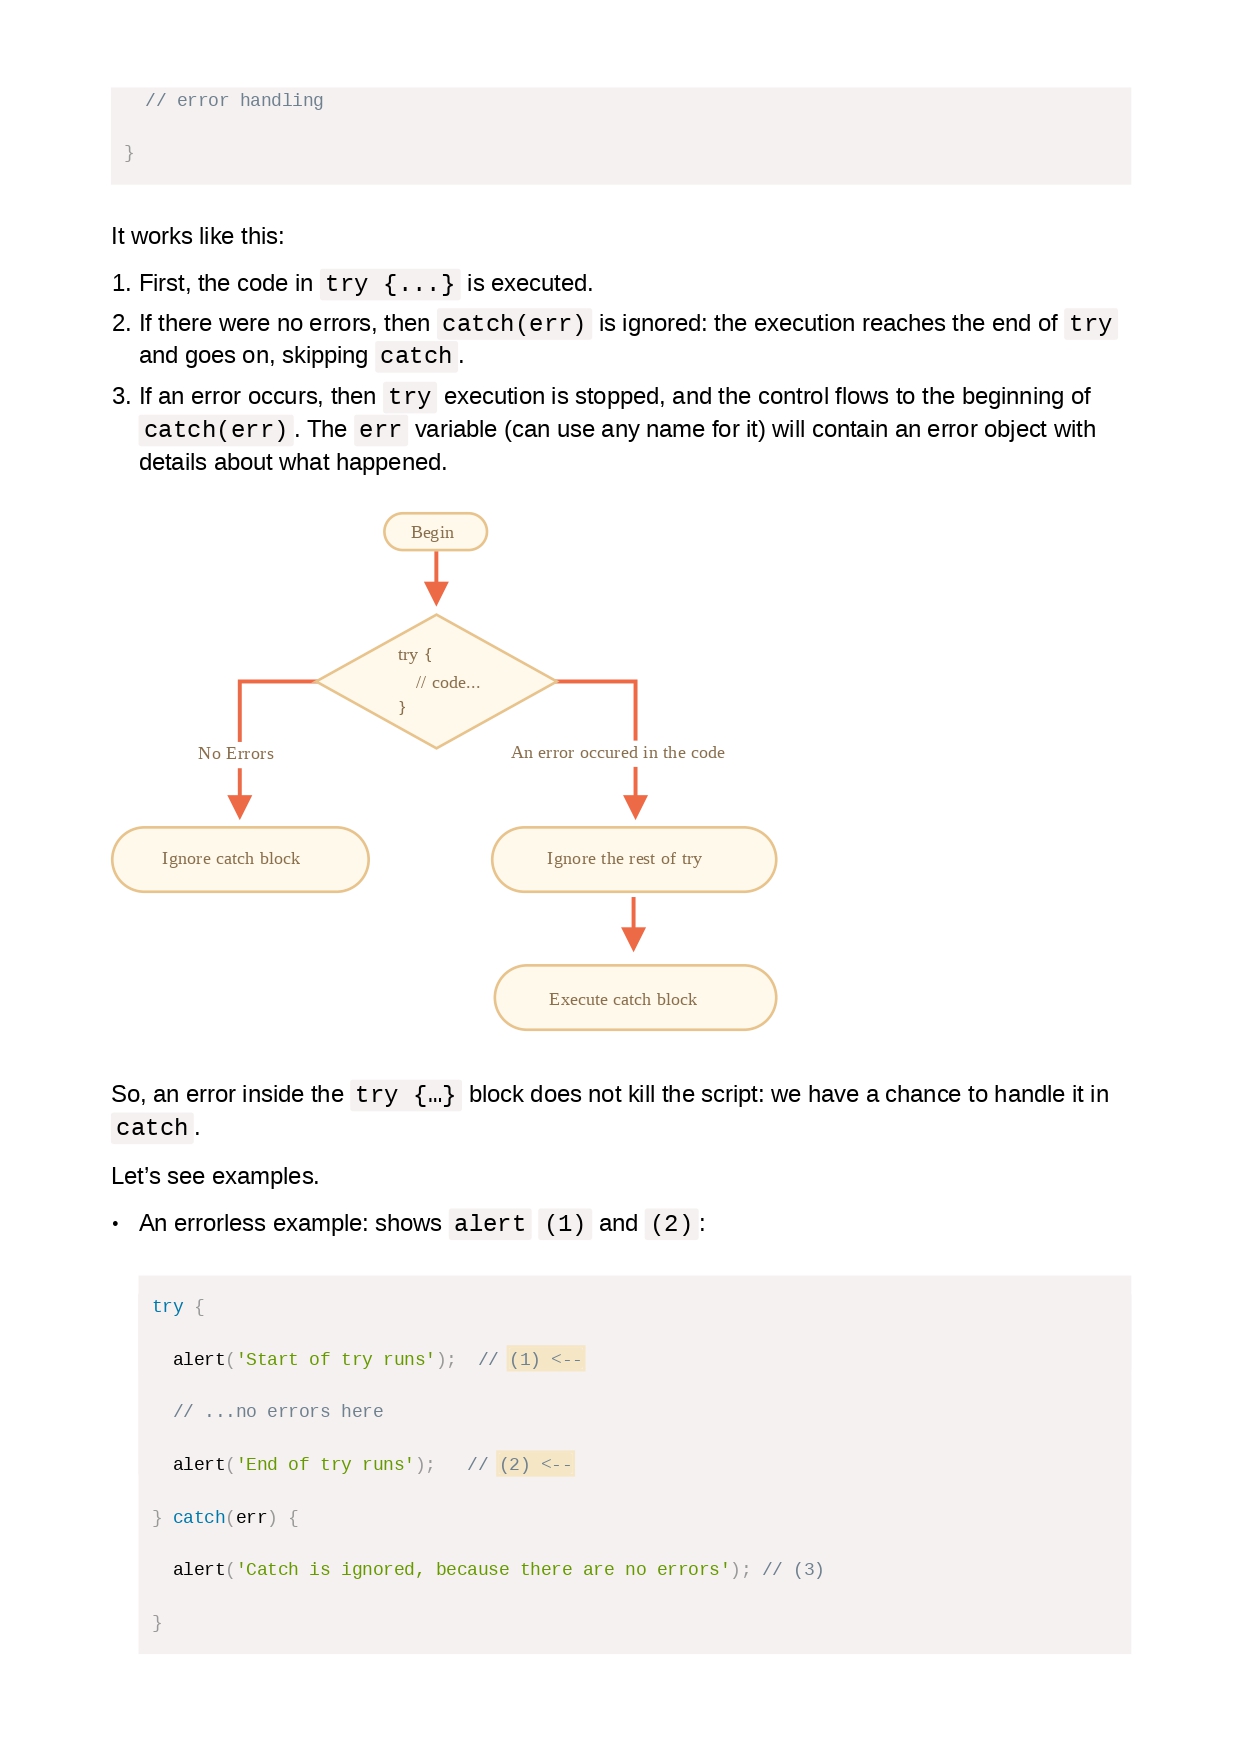 // error handling
}
It works like this:
1. First, the code in try {...} is executed.
2. If there were no errors, then catch(err) is ignored: the execution reaches the end of try
and goes on, skipping catch.
3. If an error occurs, then try execution is stopped, and the control flows to the beginning of
catch(err). The err variable (can use any name for it) will contain an error object with
details about what happened.
Begin
try {
// code...
}
No Errors
An error occured in the code
Ignore catch block
Ignore the rest of try
Execute catch block
So, an error inside the try {…} block does not kill the script: we have a chance to handle it in
catch.
Let’s see examples.
• An errorless example: shows alert (1) and (2):
try {
alert('Start of try runs');  // (1) <--
// ...no errors here
alert('End of try runs');   // (2) <--
} catch(err) {
alert('Catch is ignored, because there are no errors'); // (3)
}